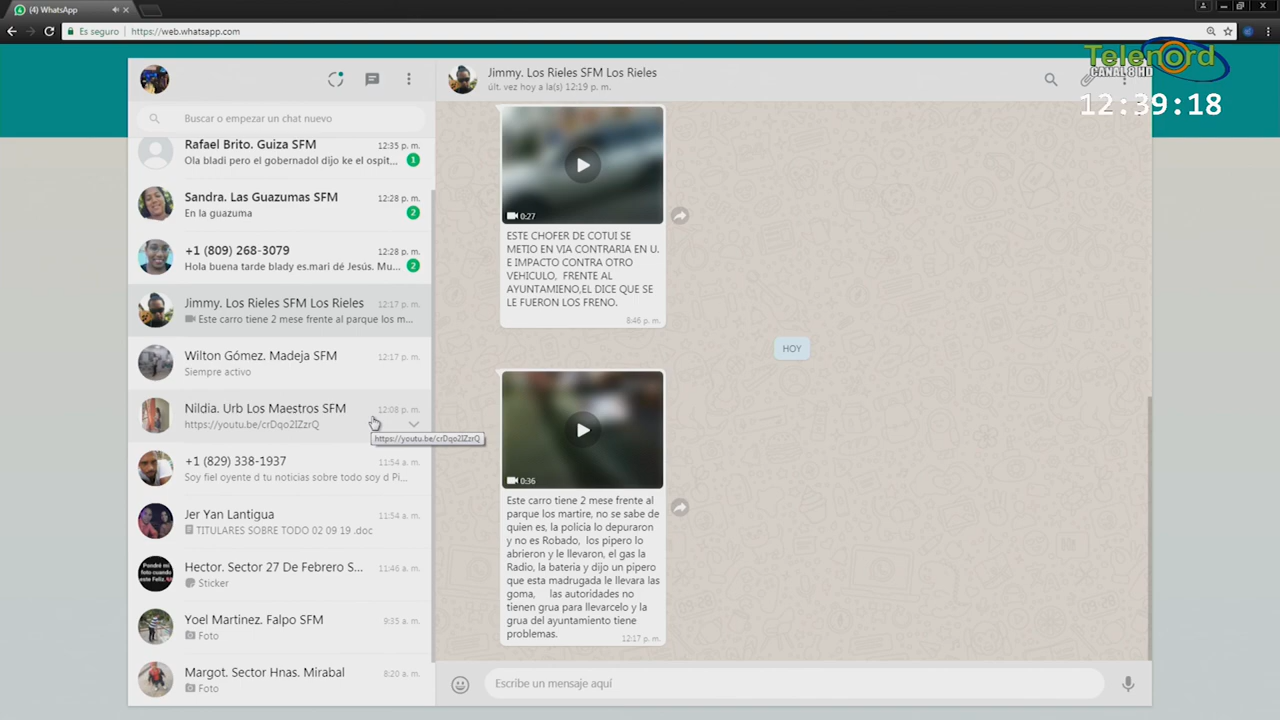 (4) WhatsApp
Es seguro
https://web.whatsapp.com
Telenord
CANAL 8 HD
12:39:18
Buscar o empezar un chat nuevo
Rafael Brito. Guiza SFM
12:35 p. m.
Ola bladi pero el gobernadol dijo ke el ospit...
1
Sandra. Las Guazumas SFM
12:28 p. m.
En la guazuma
2
+1 (809) 268-3079
12:28 p. m.
Hola buena tarde blady es.mari dé Jesús. Mu...
2
Jimmy. Los Rieles SFM Los Rieles
12:17 p. m.
Este carro tiene 2 mese frente al parque los m...
Wilton Gómez. Madeja SFM
12:17 p. m.
Siempre activo
Nildia. Urb Los Maestros SFM
12:08 p. m.
https://youtu.be/crDqo2IZzrQ
https://youtu.be/crDqo2IZzrQ
+1 (829) 338-1937
11:54 a. m.
Soy fiel oyente d tu noticias sobre todo soy d Pi...
Jer Yan Lantigua
11:54 a. m.
TITULARES SOBRE TODO 02 09 19 .doc
Hector. Sector 27 De Febrero S...
11:46 a. m.
Sticker
Yoel Martinez. Falpo SFM
9:35 a. m.
Foto
Margot. Sector Hnas. Mirabal
8:20 a. m.
Foto
Jimmy. Los Rieles SFM Los Rieles
últ. vez hoy a la(s) 12:19 p. m.
0:27
ESTE CHOFER DE COTUI SE
METIO EN VIA CONTRARIA EN U.
E IMPACTO CONTRA OTRO
VEHICULO, FRENTE AL
AYUNTAMIENO,EL DICE QUE SE
LE FUERON LOS FRENO.
8:46 p. m.
HOY
0:36
Este carro tiene 2 mese frente al
parque los martire, no se sabe de
quien es, la policia lo depuraron
y no es Robado, los pipero lo
abrieron y le llevaron, el gas la
Radio, la bateria y dijo un pipero
que esta madrugada le llevara las
goma, las autoridades no
tienen grua para llevarcelo y la
grua del ayuntamiento tiene
problemas.
12:17 p. m.
Escribe un mensaje aquí